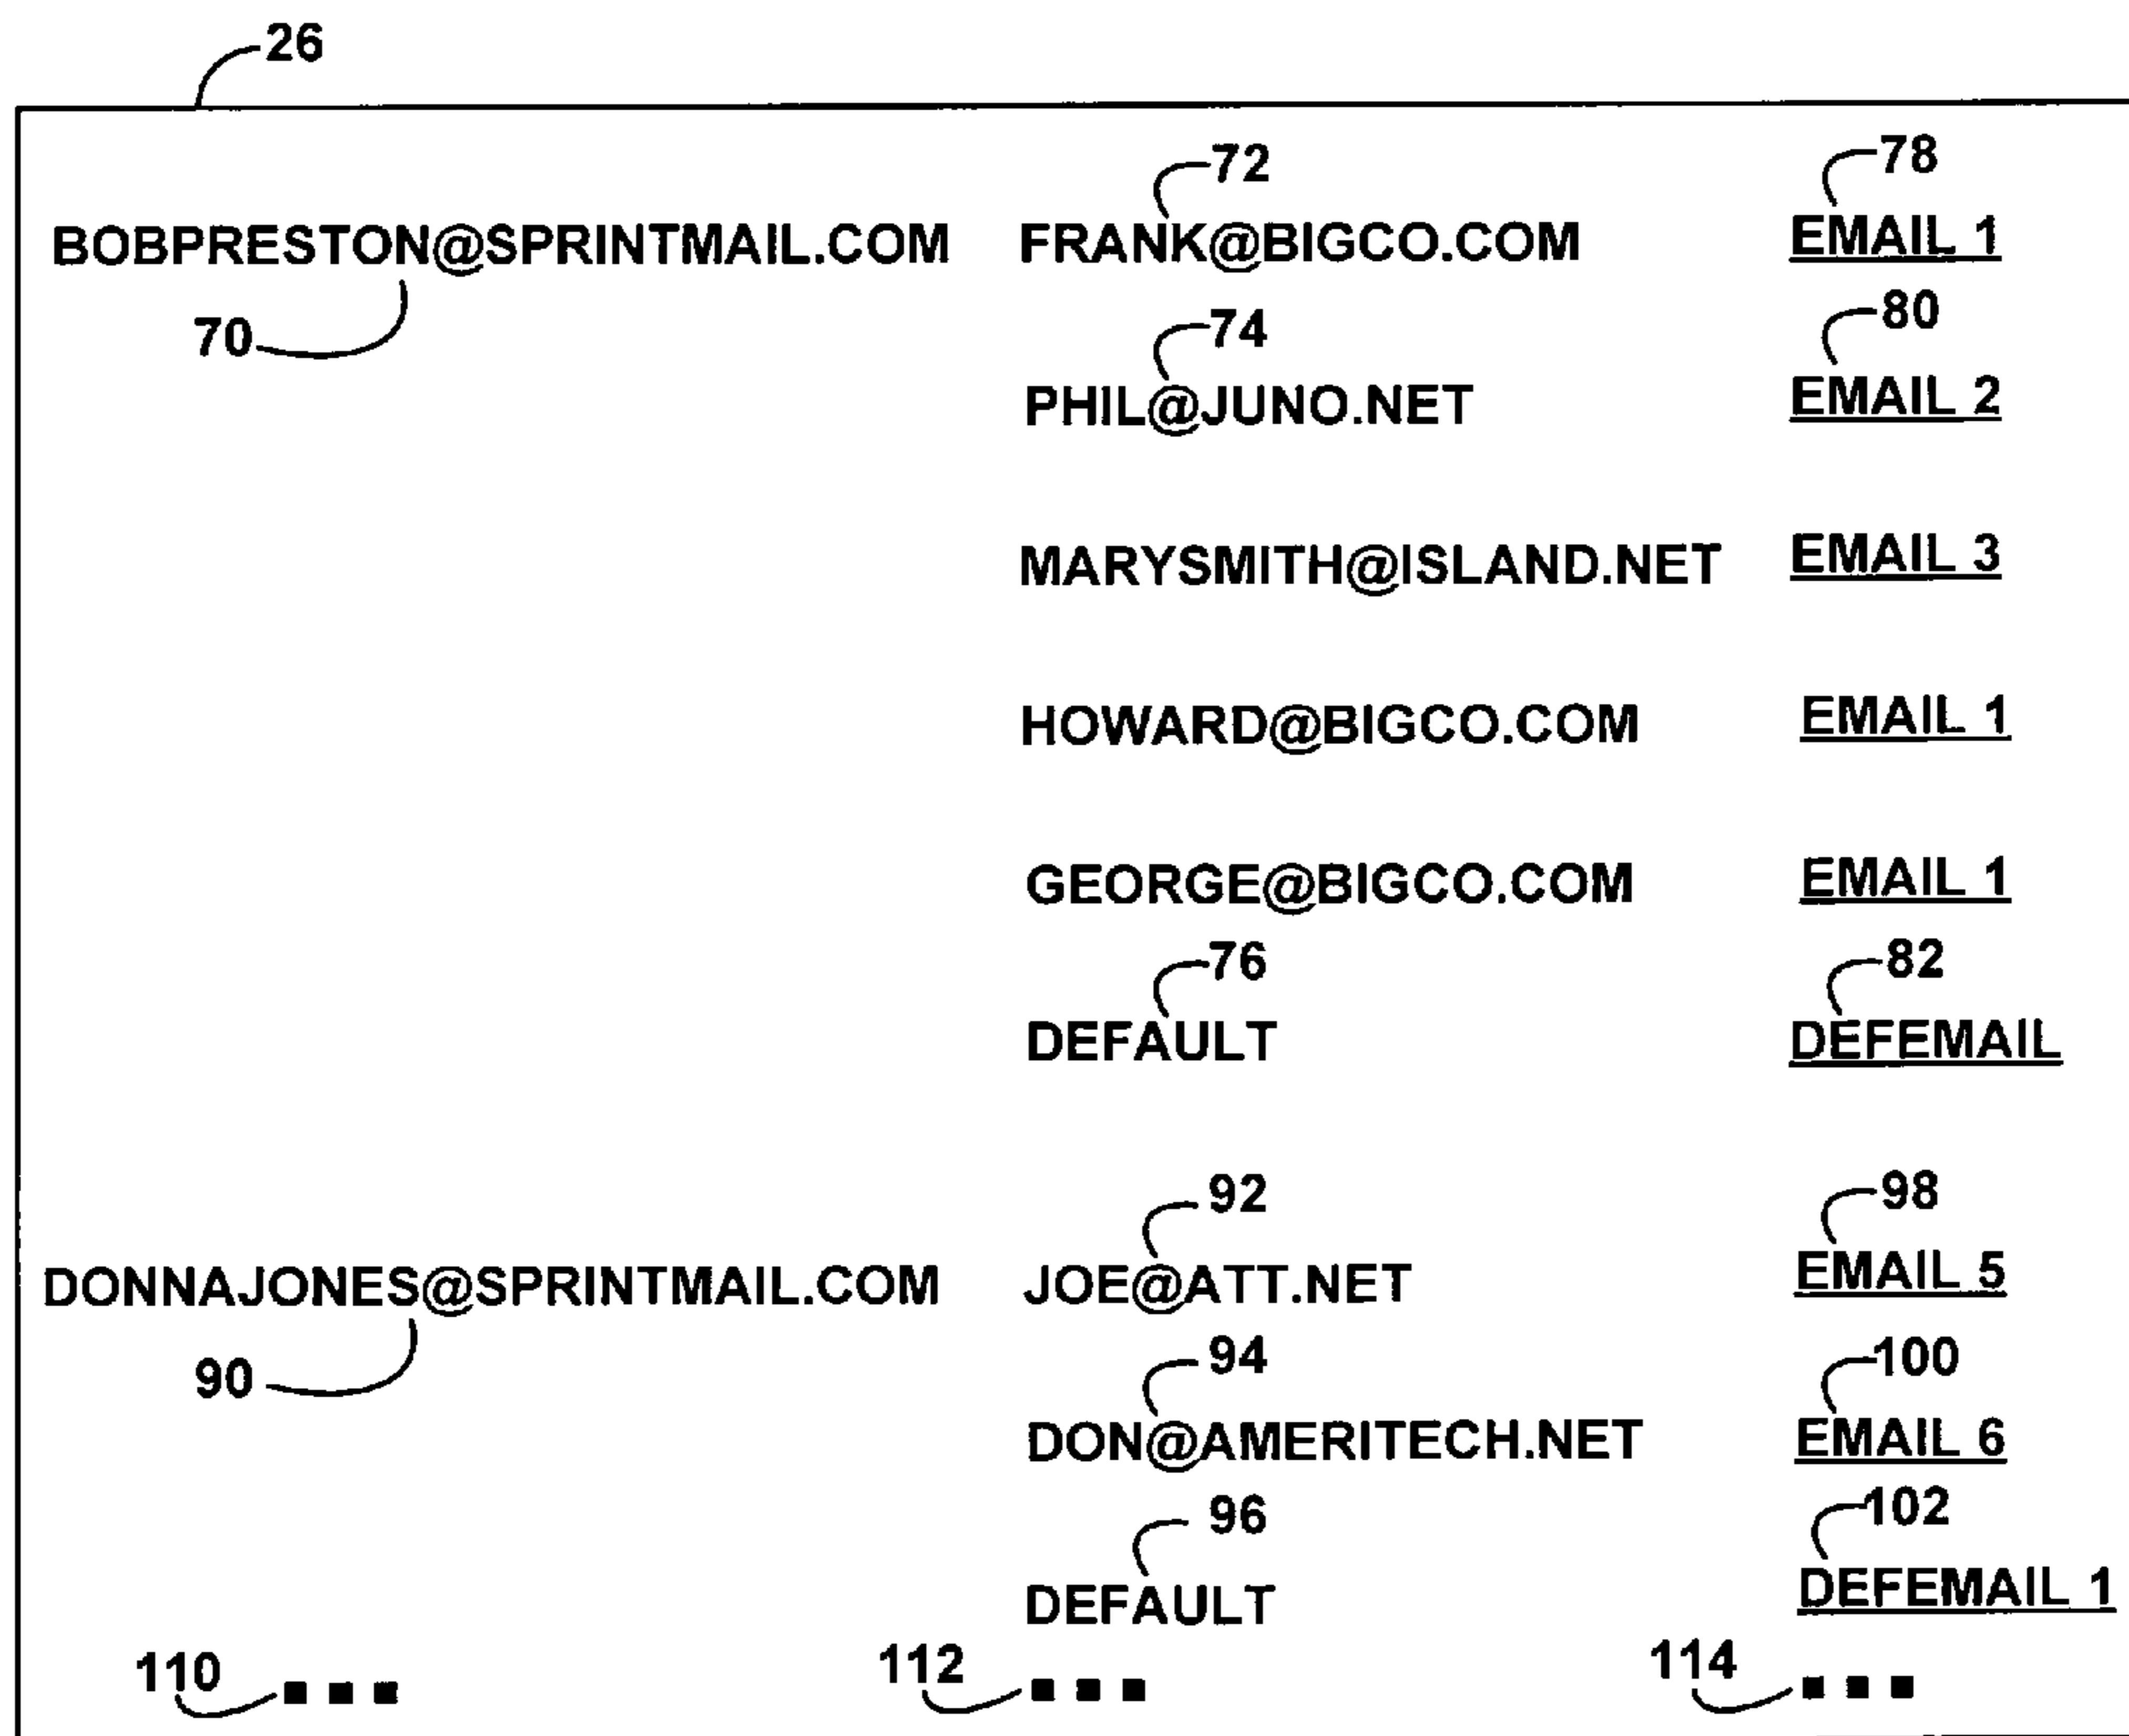 26
72 78
BOBPRESTON@SPRINTMAIL.COM FRANK@BIGCO.COM EMAIL 1
70 74 80
PHIL@JUNO.NET EMAIL 2
MARYSMITH@ISLAND.NET EMAIL 3
HOWARD@BIGCO.COM EMAIL 1
GEORGE@BIGCO.COM EMAIL 1
76 82
DEFAULT DEFEMAIL
92 98
DONNAJONES@SPRINTMAIL.COM JOE@ATT.NET EMAIL 5
90 94 100
DON@AMERITECH.NET EMAIL 6
96 102
DEFAULT DEFEMAIL 1
110 ▪▪▪ 112 ▪▪▪ 114 ▪▪▪